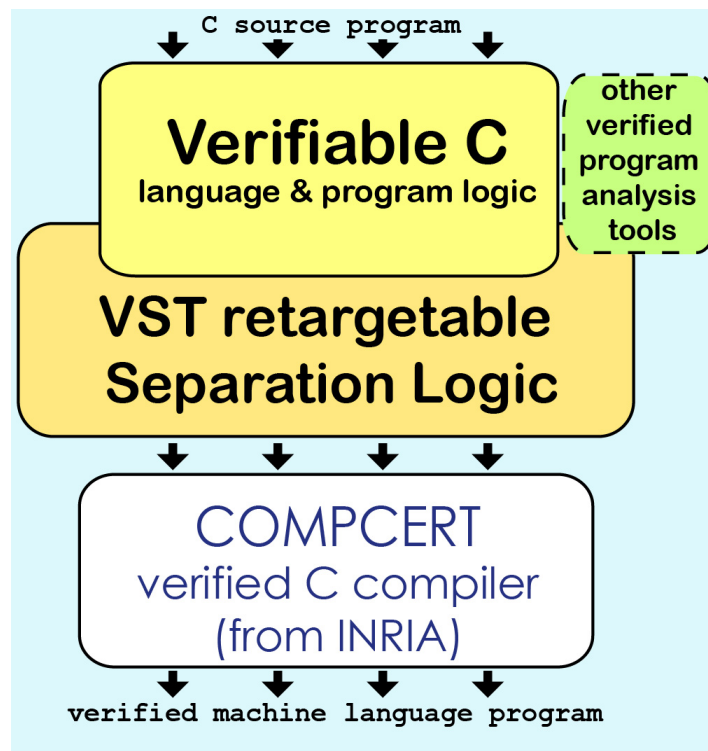 C source program
Verifiable C
language & program logic
other
verified
program
analysis
tools
VST retargetable
Separation Logic
COMPCERT
verified C compiler
(from INRIA)
verified machine language program